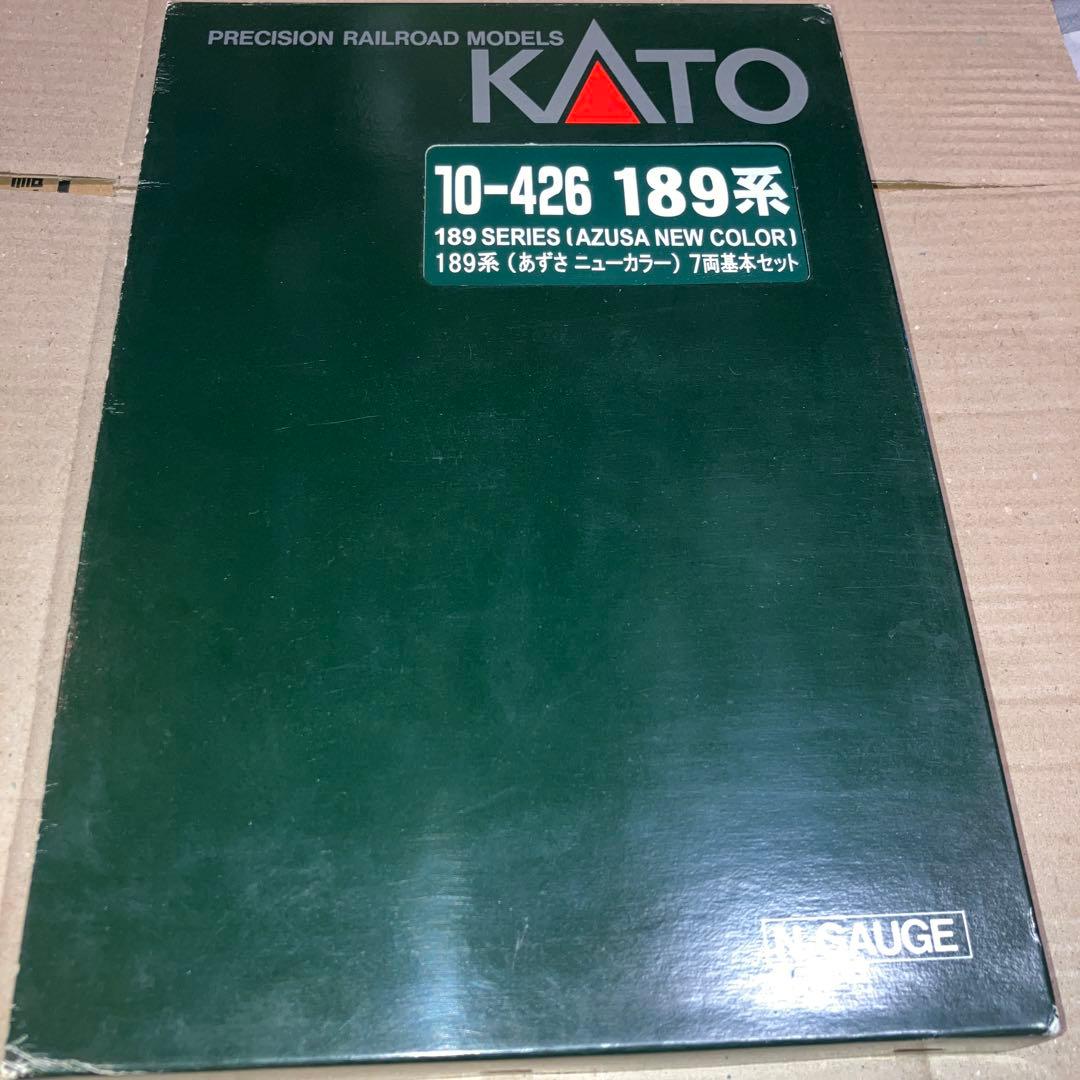 PRECISION RAILROAD MODELS
KATO
10-426 189系
189 SERIES (AZUSA NEW COLOR)
189系(あずさ ニューカラー)7両基本セット
N-GAUGE